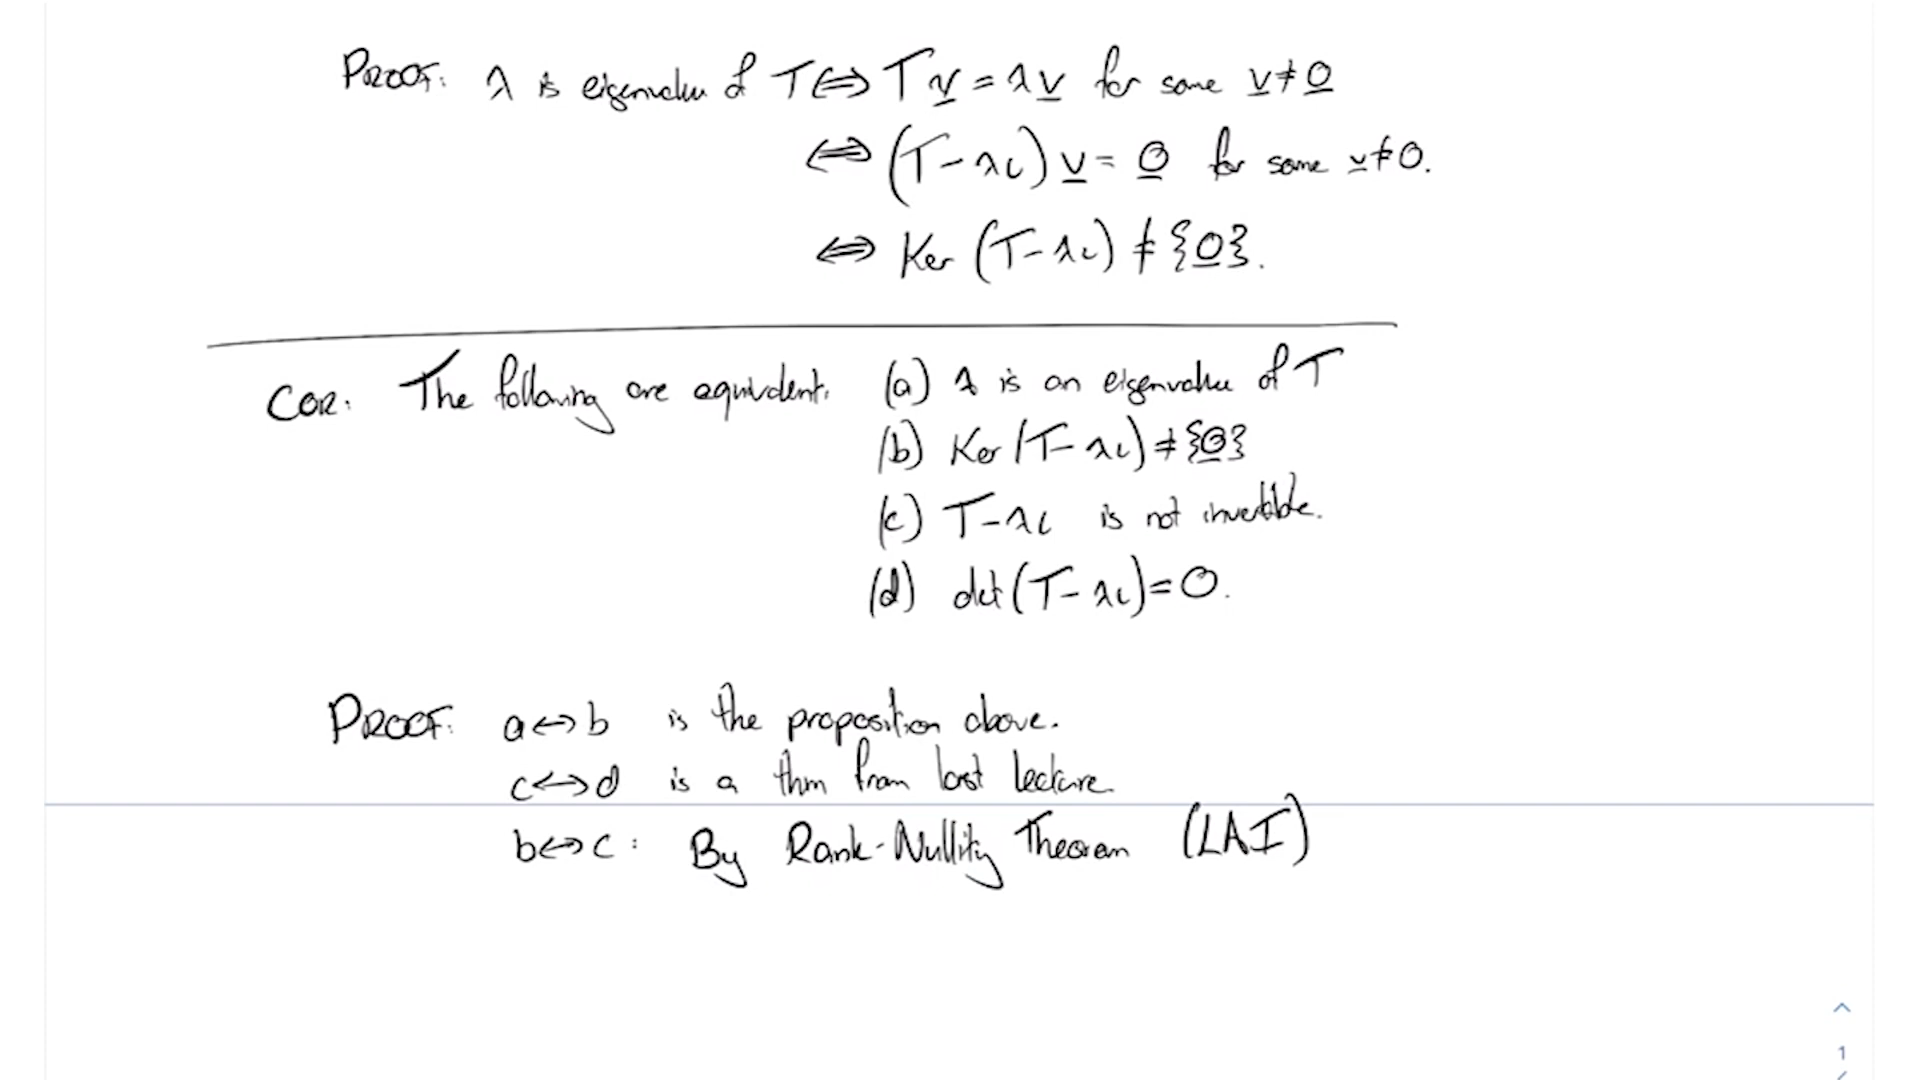 PROOF: λ is eigenvalue of T ⇔ Tv = λv for some v ≠ 0
⇔ (T - λι)v = 0 for some v ≠ 0.
⇔ Ker (T - λι) ≠ {0}.
COR: The following are equivalent. (a) λ is an eigenvalue of T
(b) Ker (T - λι) ≠ {0}
(c) T - λι is not invertible.
(d) det (T - λι) = 0.
PROOF: a ↔ b is the proposition above.
c ↔ d is a thm from last lecture.
b ↔ c: By Rank-Nullity Theorem (LAI)
1